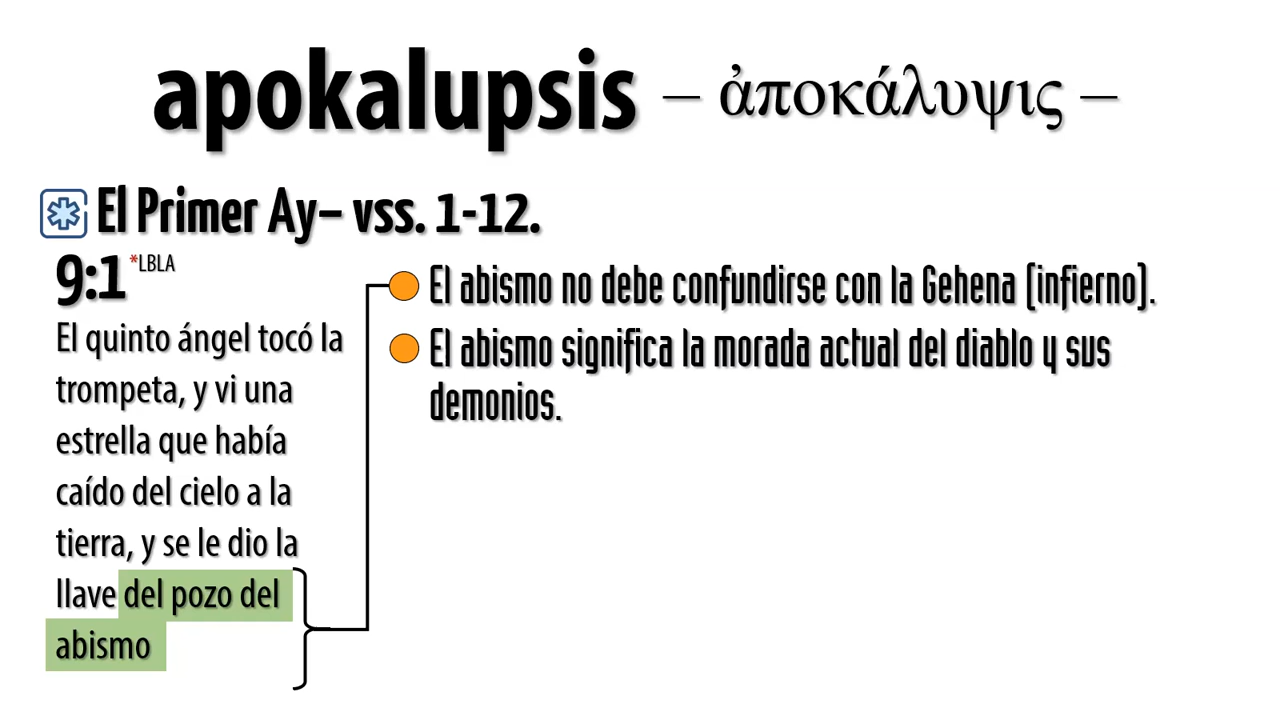 apokalupsis – ἀποκάλυψις –
El Primer Ay– vss. 1-12.
9:1 *LBLA
El quinto ángel tocó la
trompeta, y vi una
estrella que había
caído del cielo a la
tierra, y se le dio la
llave del pozo del
abismo
El abismo no debe confundirse con la Gehena (infierno).
El abismo significa la morada actual del diablo y sus
demonios.